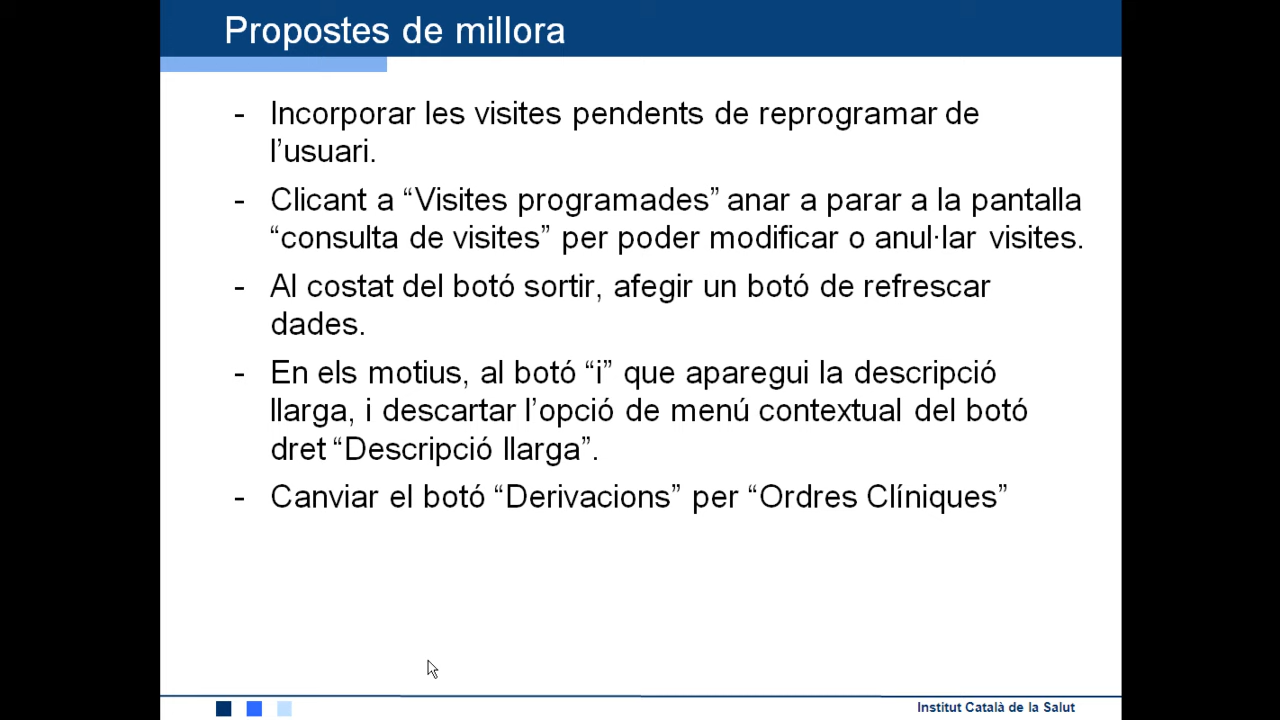 Propostes de millora
- Incorporar les visites pendents de reprogramar de
l’usuari.
- Clicant a “Visites programades” anar a parar a la pantalla
“consulta de visites” per poder modificar o anul·lar visites.
- Al costat del botó sortir, afegir un botó de refrescar
dades.
- En els motius, al botó “i” que aparegui la descripció
llarga, i descartar l’opció de menú contextual del botó
dret “Descripció llarga”.
- Canviar el botó “Derivacions” per “Ordres Clíniques”
Institut Català de la Salut